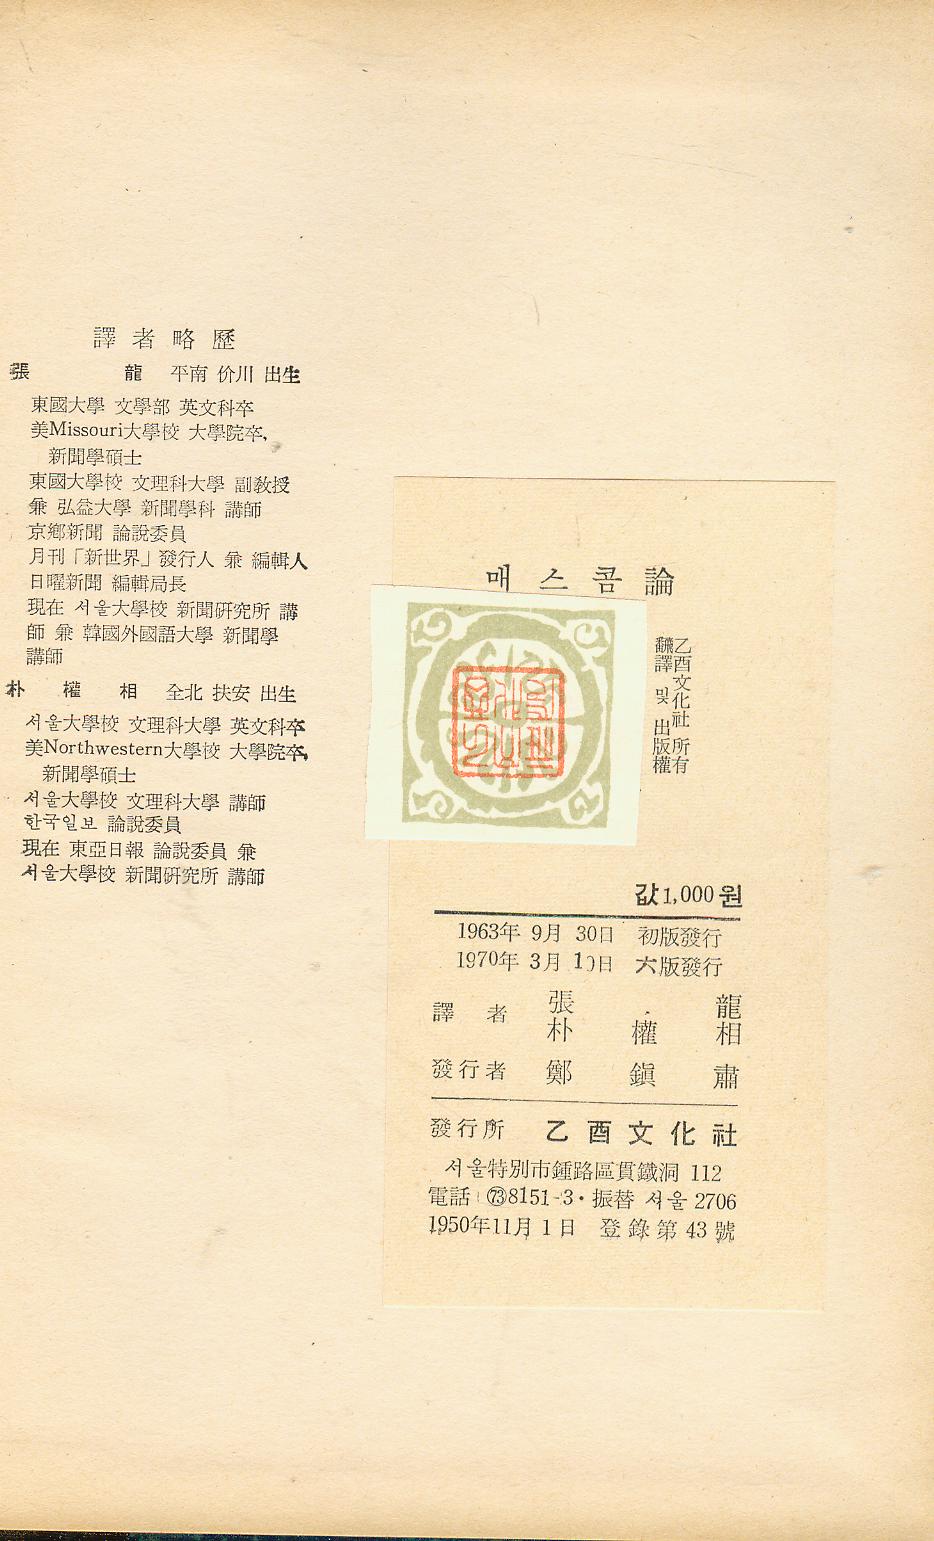 譯者略歷
張 龍 平南 价川 出生
東國大學 文學部 英文科卒
美Missouri大學校 大學院卒,
新聞學碩士
東國大學校 文理科大學 副敎授
兼 弘益大學 新聞學科 講師
京鄕新聞 論說委員
月刊「新世界」發行人 兼 編輯人
日曜新聞 編輯局長
現在 서울大學校 新聞硏究所 講
師 兼 韓國外國語大學 新聞學
講師
朴 權 相 全北 扶安 出生
서울大學校 文理科大學 英文科卒
美Northwestern大學校 大學院卒,
新聞學碩士
서울大學校 文理科大學 講師
한국일보 論說委員
現在 東亞日報 論說委員 兼
서울大學校 新聞硏究所 講師
매스콤論
乙酉文化社 所有
飜譯 및 出版權
값1,000원
1963年 9月 30日 初版發行
1970年 3月 10日 六版發行
譯者 張 龍
朴 權 相
發行者 鄭 鎭 肅
發行所 乙酉文化社
서울特別市鍾路區貫鐵洞 112
電話 ㊆8151-3·振替 서울 2706
1950年11月1日 登錄第43號